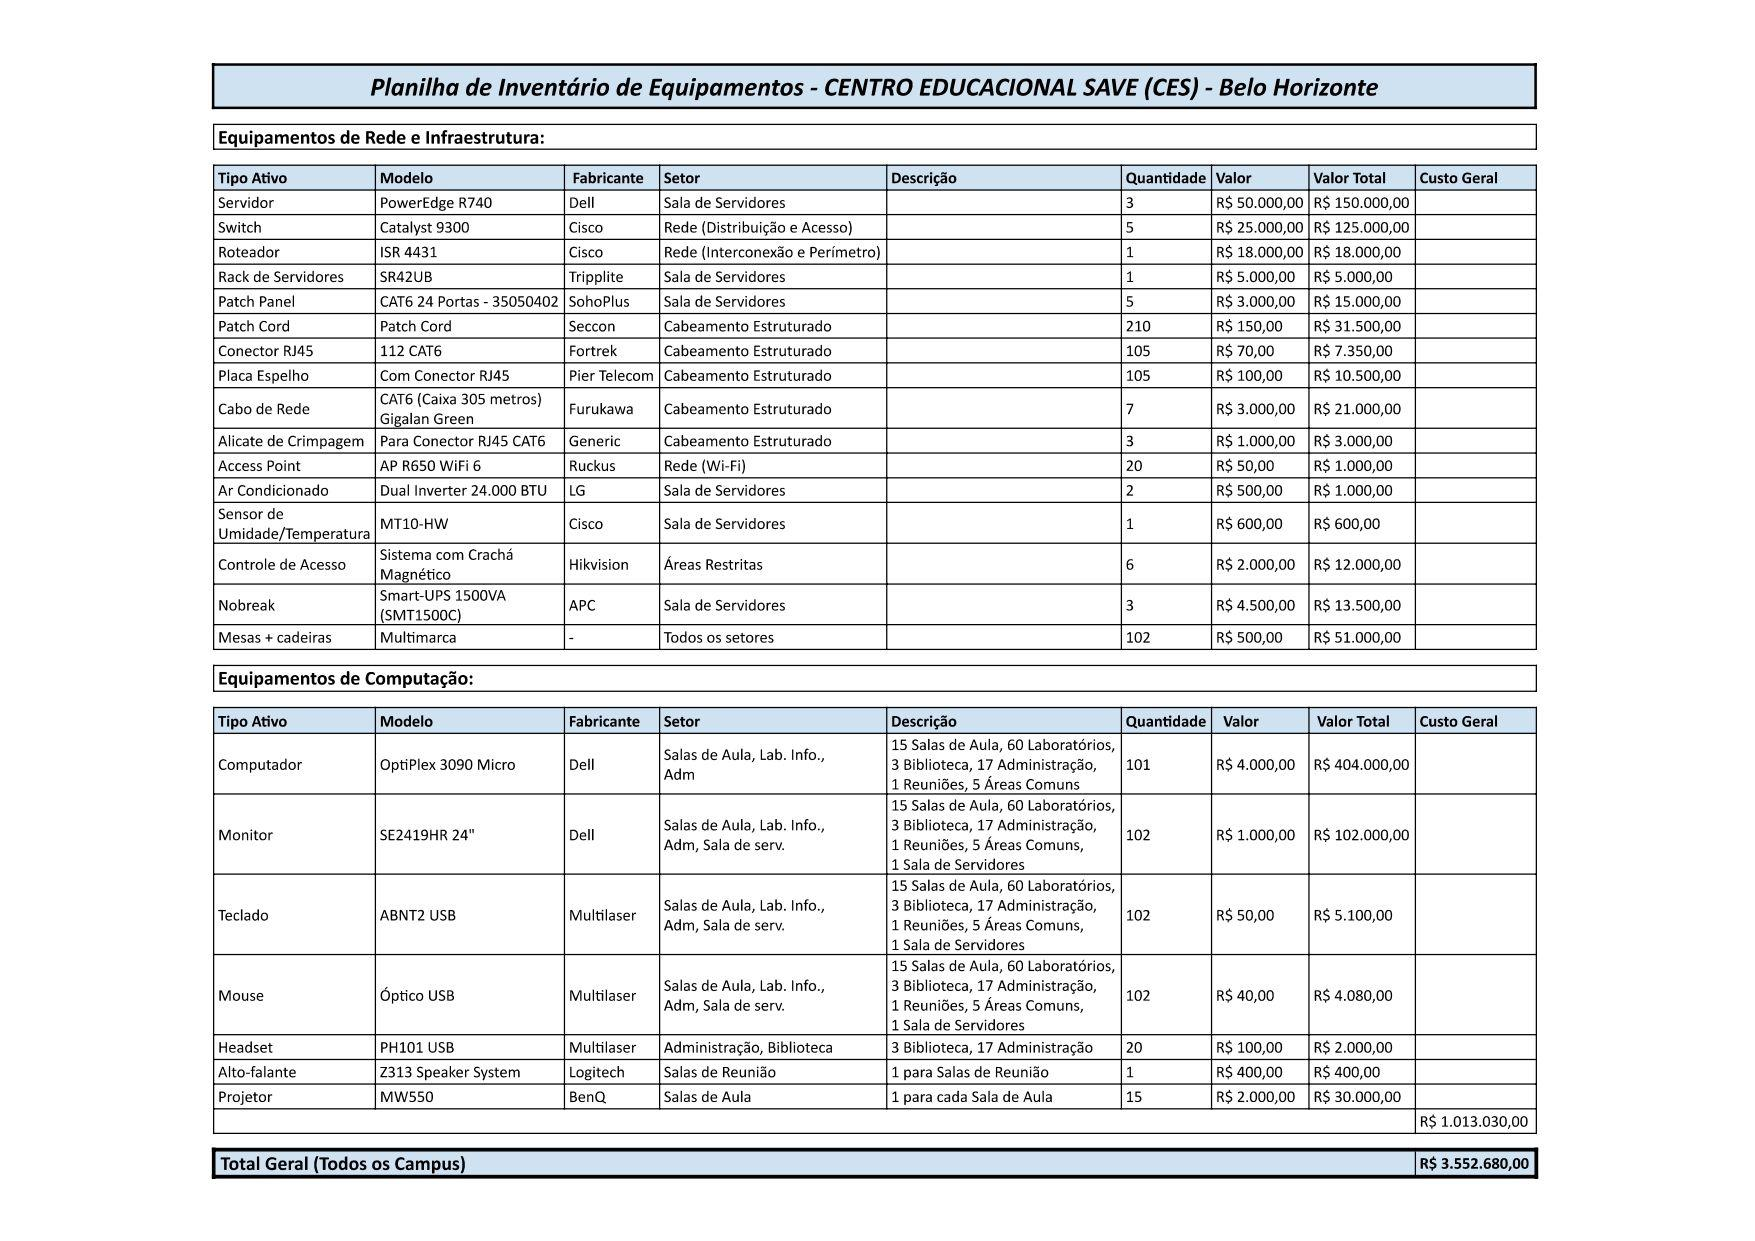 Planilha de Inventário de Equipamentos - CENTRO EDUCACIONAL SAVE (CES) - Belo Horizonte
Equipamentos de Rede e Infraestrutura:
Tipo Ativo Modelo Fabricante Setor Descrição Quantidade Valor Valor Total Custo Geral
Servidor PowerEdge R740 Dell Sala de Servidores 3 R$ 50.000,00 R$ 150.000,00
Switch Catalyst 9300 Cisco Rede (Distribuição e Acesso) 5 R$ 25.000,00 R$ 125.000,00
Roteador ISR 4431 Cisco Rede (Interconexão e Perímetro) 1 R$ 18.000,00 R$ 18.000,00
Rack de Servidores SR42UB Tripplite Sala de Servidores 1 R$ 5.000,00 R$ 5.000,00
Patch Panel CAT6 24 Portas - 35050402 SohoPlus Sala de Servidores 5 R$ 3.000,00 R$ 15.000,00
Patch Cord Patch Cord Seccon Cabeamento Estruturado 210 R$ 150,00 R$ 31.500,00
Conector RJ45 112 CAT6 Fortrek Cabeamento Estruturado 105 R$ 70,00 R$ 7.350,00
Placa Espelho Com Conector RJ45 Pier Telecom Cabeamento Estruturado 105 R$ 100,00 R$ 10.500,00
Cabo de Rede CAT6 (Caixa 305 metros)
Gigalan Green Furukawa Cabeamento Estruturado 7 R$ 3.000,00 R$ 21.000,00
Alicate de Crimpagem Para Conector RJ45 CAT6 Generic Cabeamento Estruturado 3 R$ 1.000,00 R$ 3.000,00
Access Point AP R650 WiFi 6 Ruckus Rede (Wi-Fi) 20 R$ 50,00 R$ 1.000,00
Ar Condicionado Dual Inverter 24.000 BTU LG Sala de Servidores 2 R$ 500,00 R$ 1.000,00
Sensor de
Umidade/Temperatura MT10-HW Cisco Sala de Servidores 1 R$ 600,00 R$ 600,00
Controle de Acesso Sistema com Crachá
Magnético Hikvision Áreas Restritas 6 R$ 2.000,00 R$ 12.000,00
Nobreak Smart-UPS 1500VA
(SMT1500C) APC Sala de Servidores 3 R$ 4.500,00 R$ 13.500,00
Mesas + cadeiras Multimarca - Todos os setores 102 R$ 500,00 R$ 51.000,00
Equipamentos de Computação:
Tipo Ativo Modelo Fabricante Setor Descrição Quantidade Valor Valor Total Custo Geral
Computador OptiPlex 3090 Micro Dell Salas de Aula, Lab. Info.,
Adm 15 Salas de Aula, 60 Laboratórios,
3 Biblioteca, 17 Administração,
1 Reuniões, 5 Áreas Comuns 101 R$ 4.000,00 R$ 404.000,00
Monitor SE2419HR 24" Dell Salas de Aula, Lab. Info.,
Adm, Sala de serv. 15 Salas de Aula, 60 Laboratórios,
3 Biblioteca, 17 Administração,
1 Reuniões, 5 Áreas Comuns,
1 Sala de Servidores 102 R$ 1.000,00 R$ 102.000,00
Teclado ABNT2 USB Multilaser Salas de Aula, Lab. Info.,
Adm, Sala de serv. 15 Salas de Aula, 60 Laboratórios,
3 Biblioteca, 17 Administração,
1 Reuniões, 5 Áreas Comuns,
1 Sala de Servidores 102 R$ 50,00 R$ 5.100,00
Mouse Óptico USB Multilaser Salas de Aula, Lab. Info.,
Adm, Sala de serv. 15 Salas de Aula, 60 Laboratórios,
3 Biblioteca, 17 Administração,
1 Reuniões, 5 Áreas Comuns,
1 Sala de Servidores 102 R$ 40,00 R$ 4.080,00
Headset PH101 USB Multilaser Administração, Biblioteca 3 Biblioteca, 17 Administração 20 R$ 100,00 R$ 2.000,00
Alto-falante Z313 Speaker System Logitech Salas de Reunião 1 para Salas de Reunião 1 R$ 400,00 R$ 400,00
Projetor MW550 BenQ Salas de Aula 1 para cada Sala de Aula 15 R$ 2.000,00 R$ 30.000,00
R$ 1.013.030,00
Total Geral (Todos os Campus) R$ 3.552.680,00